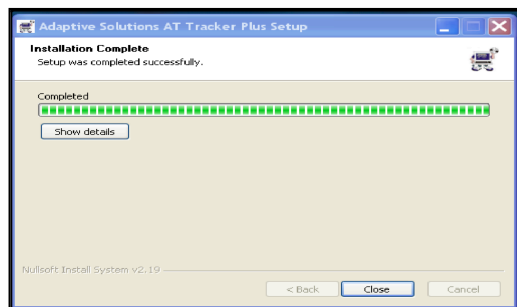 Adaptive Solutions AT Tracker Plus Setup
Installation Complete
Setup was completed successfully.
Completed
Show details
Nullsoft Install System v2.19
< Back
Close
Cancel